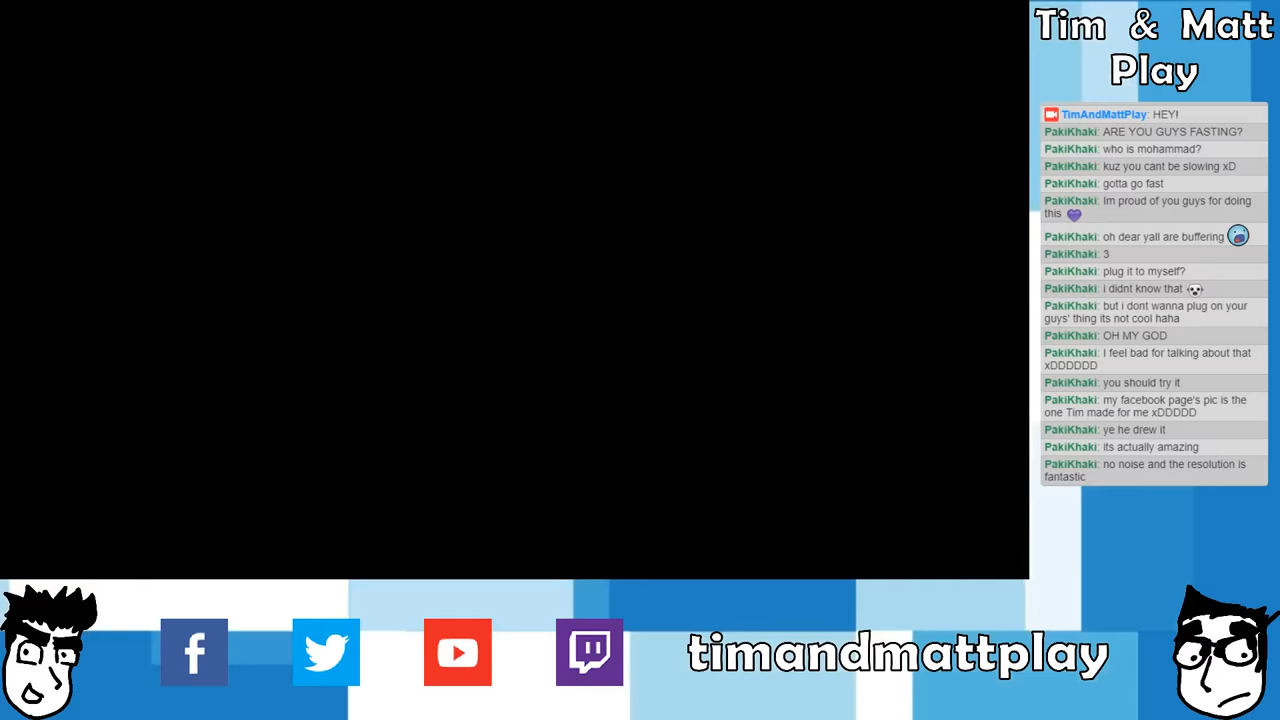 Tim & Matt
Play
TimAndMattPlay: HEY!
PakiKhaki: ARE YOU GUYS FASTING?
PakiKhaki: who is mohammad?
PakiKhaki: kuz you cant be slowing xD
PakiKhaki: gotta go fast
PakiKhaki: Im proud of you guys for doing
this
PakiKhaki: oh dear yall are buffering
PakiKhaki: 3
PakiKhaki: plug it to myself?
PakiKhaki: i didnt know that
PakiKhaki: but i dont wanna plug on your
guys' thing its not cool haha
PakiKhaki: OH MY GOD
PakiKhaki: I feel bad for talking about that
xDDDDDD
PakiKhaki: you should try it
PakiKhaki: my facebook page's pic is the
one Tim made for me xDDDDD
PakiKhaki: ye he drew it
PakiKhaki: its actually amazing
PakiKhaki: no noise and the resolution is
fantastic
timandmattplay